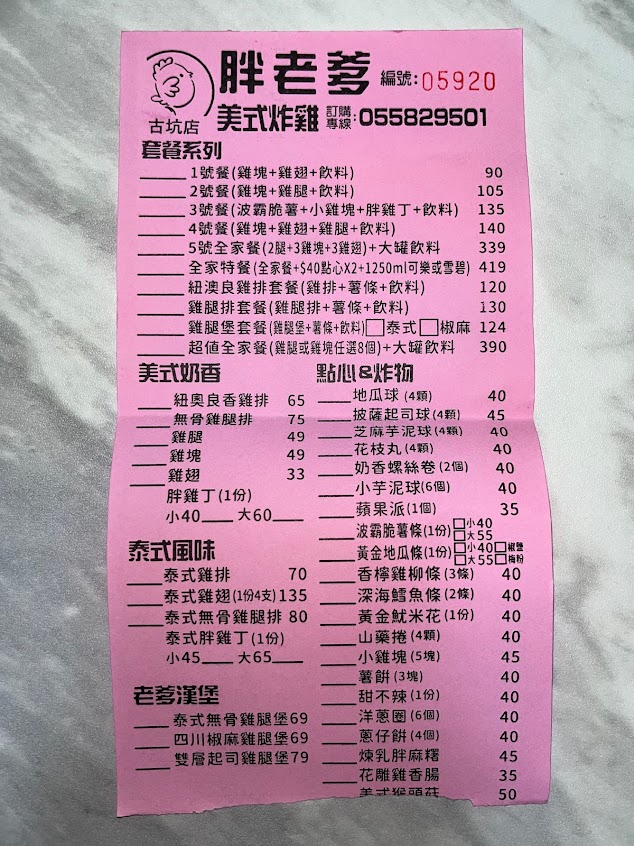 胖老爹 編號:05920
古坑店 美式炸雞 訂購專線:055829501
套餐系列
1號餐(雞塊+雞翅+飲料) 90
2號餐(雞塊+雞腿+飲料) 105
3號餐(波霸脆薯+小雞塊+胖雞丁+飲料) 135
4號餐(雞塊+雞翅+雞腿+飲料) 140
5號全家餐(2腿+3雞塊+3雞翅)+大罐飲料 339
全家特餐(全家餐+$40點心X2+1250ml可樂或雪碧) 419
紐澳良雞排套餐(雞排+薯條+飲料) 120
雞腿排套餐(雞腿排+薯條+飲料) 130
雞腿堡套餐(雞腿堡+薯條+飲料)□泰式□椒麻 124
超值全家餐(雞腿或雞塊任選8個)+大罐飲料 390
美式奶香
紐奧良香雞排 65
無骨雞腿排 75
雞腿 49
雞塊 49
雞翅 33
胖雞丁(1份)
小40 大60
泰式風味
泰式雞排 70
泰式雞翅(1份4支) 135
泰式無骨雞腿排 80
泰式胖雞丁(1份)
小45 大65
老爹漢堡
泰式無骨雞腿堡69
四川椒麻雞腿堡69
雙層起司雞腿堡79
點心&炸物
地瓜球(4顆) 40
披薩起司球(4顆) 45
芝麻芋泥球(4顆) 40
花枝丸(4顆) 40
奶香螺絲卷(2個) 40
小芋泥球(6個) 40
蘋果派(1個) 35
波霸脆薯條(1份) □小40 □大55
黃金地瓜條(1份) □小40□椒鹽 □大55□梅粉
香檸雞柳條(3條) 40
深海鱈魚條(2條) 40
黃金魷米花(1份) 40
山藥捲(4顆) 40
小雞塊(5塊) 45
薯餅(3塊) 40
甜不辣(1份) 40
洋蔥圈(6個) 40
蔥仔餅(4個) 40
煉乳胖麻糬 45
花雕雞香腸 35
美式猴頭菇 50